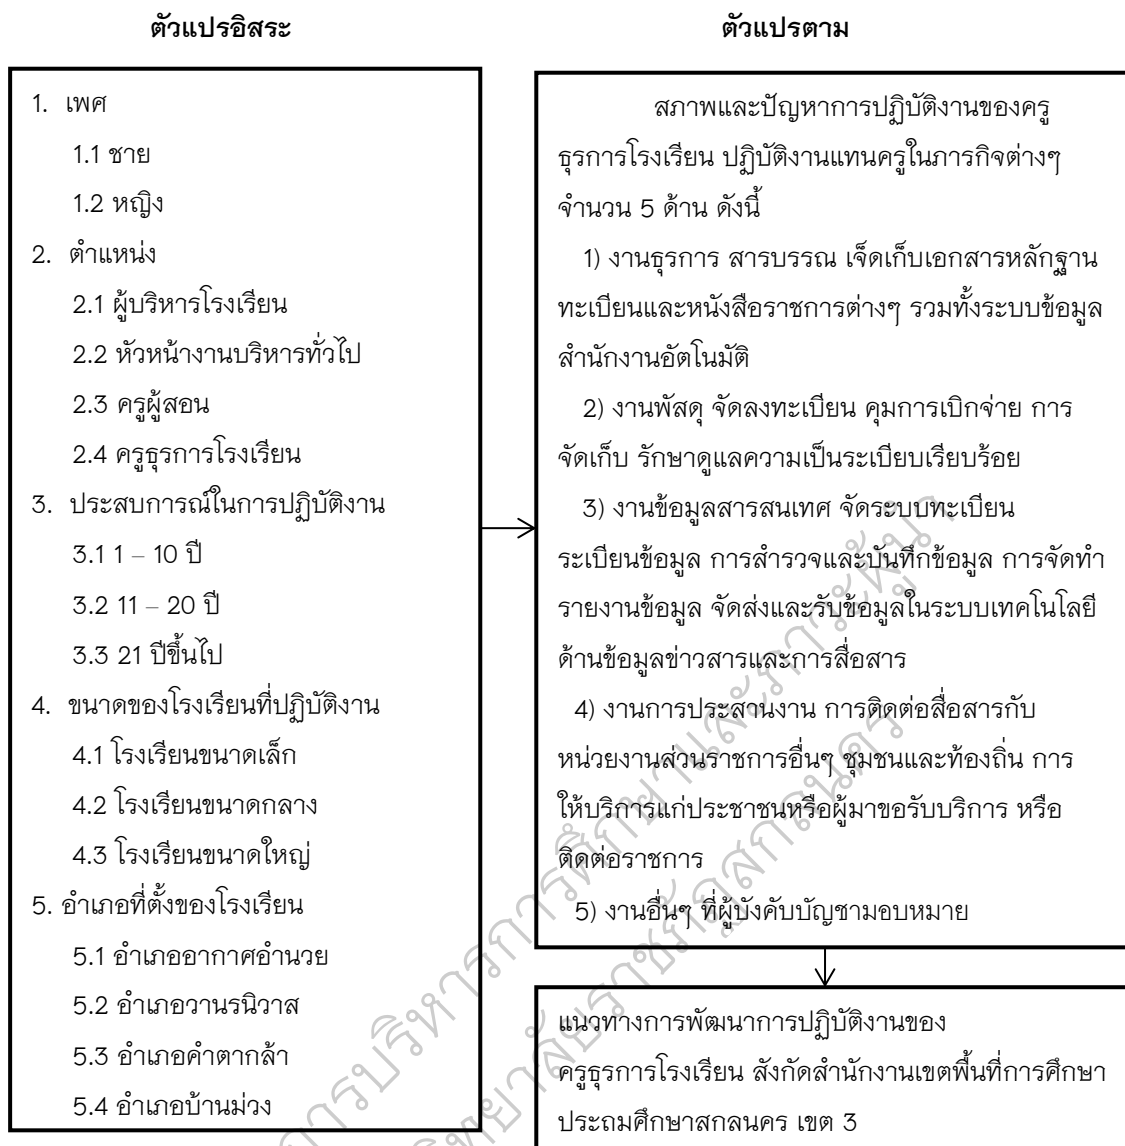 ตัวแปรอิสระ
1. เพศ
1.1 ชาย
1.2 หญิง
2. ตำแหน่ง
2.1 ผู้บริหารโรงเรียน
2.2 หัวหน้างานบริหารทั่วไป
2.3 ครูผู้สอน
2.4 ครูธุรการโรงเรียน
3. ประสบการณ์ในการปฏิบัติงาน
3.1 1 – 10 ปี
3.2 11 – 20 ปี
3.3 21 ปีขึ้นไป
4. ขนาดของโรงเรียนที่ปฏิบัติงาน
4.1 โรงเรียนขนาดเล็ก
4.2 โรงเรียนขนาดกลาง
4.3 โรงเรียนขนาดใหญ่
5. อำเภอที่ตั้งของโรงเรียน
5.1 อำเภออากาศอำนวย
5.2 อำเภอวานรนิวาส
5.3 อำเภอคำตากล้า
5.4 อำเภอบ้านม่วง
ตัวแปรตาม
สภาพและปัญหาการปฏิบัติงานของครู
ธุรการโรงเรียน ปฏิบัติงานแทนครูในภารกิจต่างๆ
จำนวน 5 ด้าน ดังนี้
1) งานธุรการ สารบรรณ เจ็ดเก็บเอกสารหลักฐาน
ทะเบียนและหนังสือราชการต่างๆ รวมทั้งระบบข้อมูล
สำนักงานอัตโนมัติ
2) งานพัสดุ จัดลงทะเบียน คุมการเบิกจ่าย การ
จัดเก็บ รักษาดูแลความเป็นระเบียบเรียบร้อย
3) งานข้อมูลสารสนเทศ จัดระบบทะเบียน
ระเบียนข้อมูล การสำรวจและบันทึกข้อมูล การจัดทำ
รายงานข้อมูล จัดส่งและรับข้อมูลในระบบเทคโนโลยี
ด้านข้อมูลข่าวสารและการสื่อสาร
4) งานการประสานงาน การติดต่อสื่อสารกับ
หน่วยงานส่วนราชการอื่นๆ ชุมชนและท้องถิ่น การ
ให้บริการแก่ประชาชนหรือผู้มาขอรับบริการ หรือ
ติดต่อราชการ
5) งานอื่นๆ ที่ผู้บังคับบัญชามอบหมาย
แนวทางการพัฒนาการปฏิบัติงานของ
ครูธุรการโรงเรียน สังกัดสำนักงานเขตพื้นที่การศึกษา
ประถมศึกษาสกลนคร เขต 3